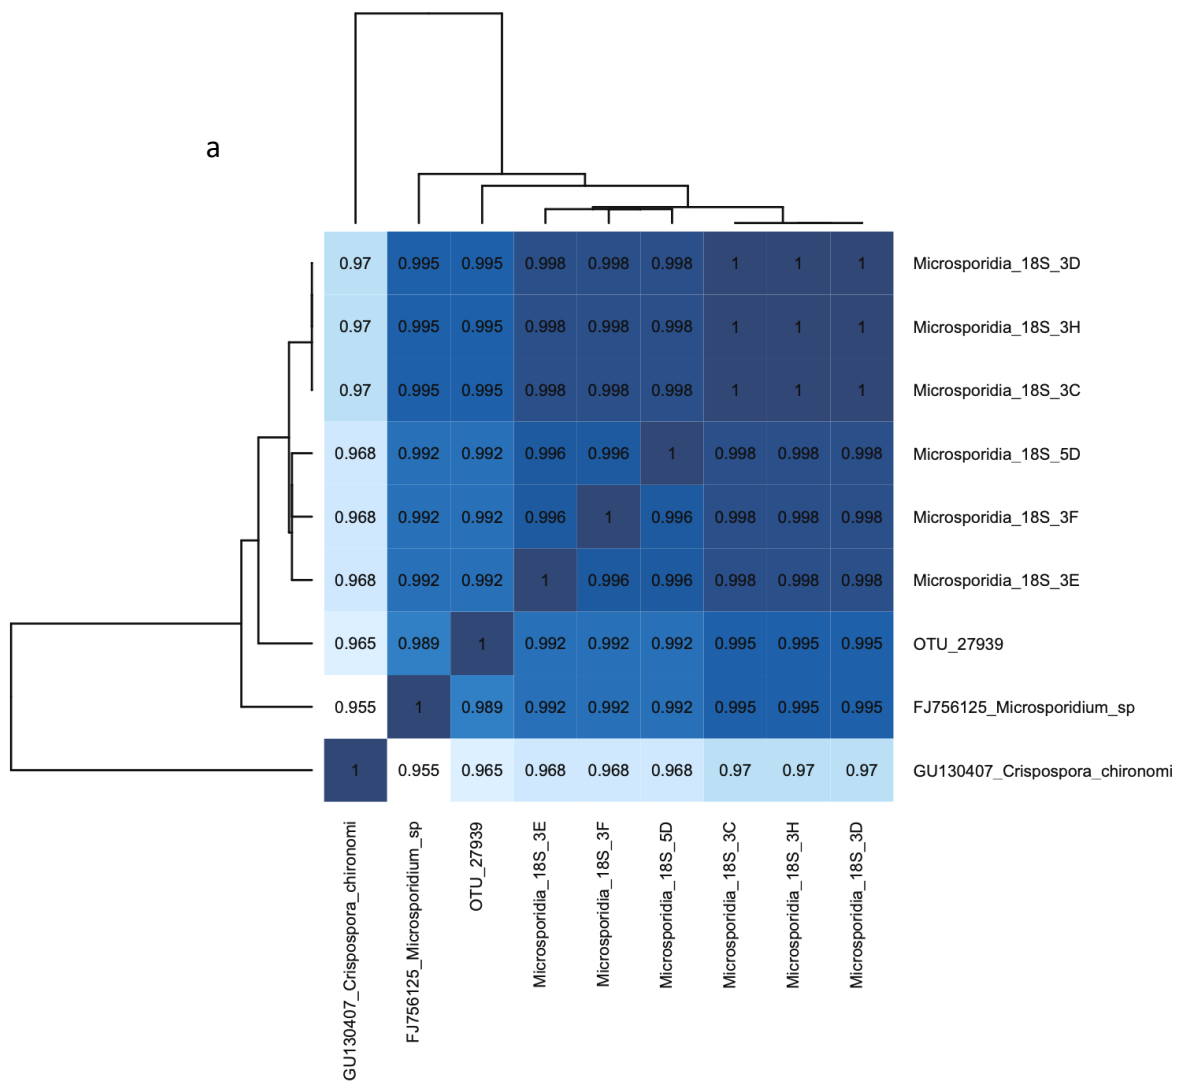 a
0.97 0.995 0.995 0.998 0.998 0.998 1 1 1 Microsporidia_18S_3D
0.97 0.995 0.995 0.998 0.998 0.998 1 1 1 Microsporidia_18S_3H
0.97 0.995 0.995 0.998 0.998 0.998 1 1 1 Microsporidia_18S_3C
0.968 0.992 0.992 0.996 0.996 1 0.998 0.998 0.998 Microsporidia_18S_5D
0.968 0.992 0.992 0.996 1 0.996 0.998 0.998 0.998 Microsporidia_18S_3F
0.968 0.992 0.992 1 0.996 0.996 0.998 0.998 0.998 Microsporidia_18S_3E
0.965 0.989 1 0.992 0.992 0.992 0.995 0.995 0.995 OTU_27939
0.955 1 0.989 0.992 0.992 0.992 0.995 0.995 0.995 FJ756125_Microsporidium_sp
1 0.955 0.965 0.968 0.968 0.968 0.97 0.97 0.97 GU130407_Crispospora_chironomi
GU130407_Crispospora_chironomi
FJ756125_Microsporidium_sp
OTU_27939
Microsporidia_18S_3E
Microsporidia_18S_3F
Microsporidia_18S_5D
Microsporidia_18S_3C
Microsporidia_18S_3H
Microsporidia_18S_3D